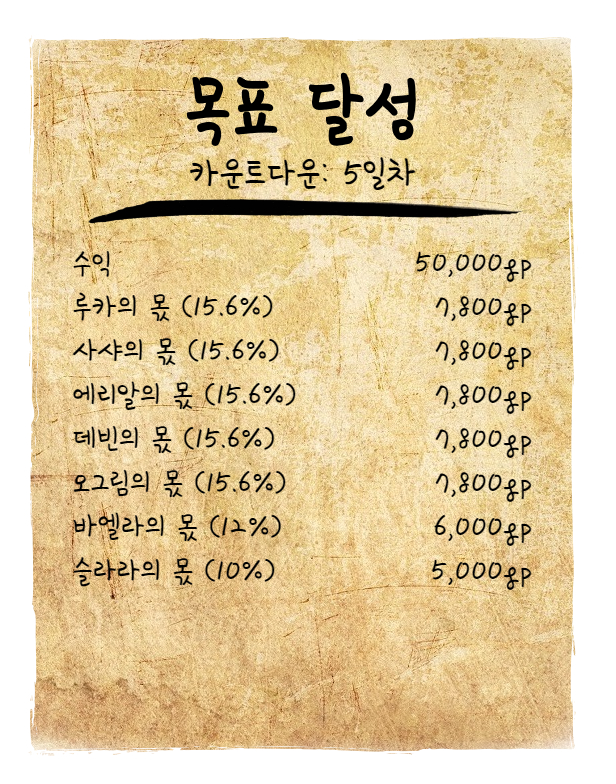 목표 달성
카운트다운: 5일차
수익 50,000gp
루카의 몫 (15.6%) 7,800gp
사샤의 몫 (15.6%) 7,800gp
에리알의 몫 (15.6%) 7,800gp
데빈의 몫 (15.6%) 7,800gp
오그림의 몫 (15.6%) 7,800gp
바엘라의 몫 (12%) 6,000gp
슬라라의 몫 (10%) 5,000gp